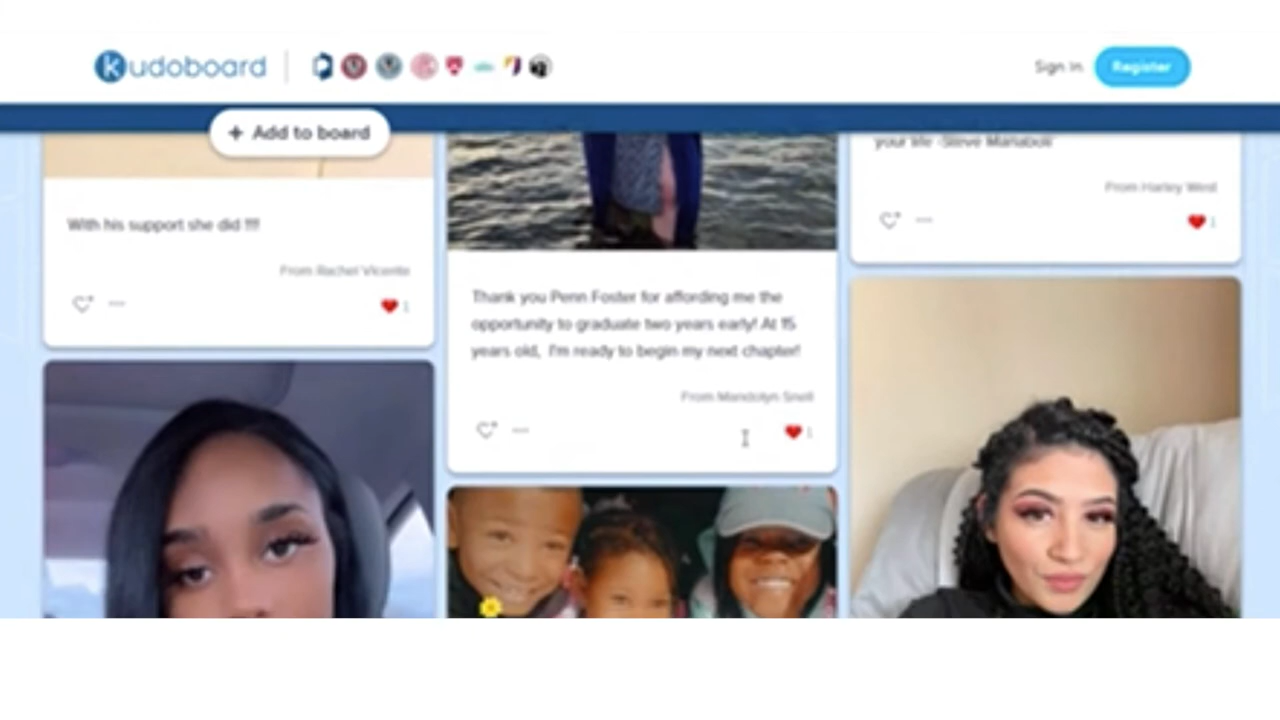 kudoboard
Sign In
Register
+ Add to board
With his support she did !!!!
From Rachel Vicente
1
Thank you Penn Foster for affording me the
opportunity to graduate two years early! At 15
years old, I'm ready to begin my next chapter!
From Mandolyn Snell
1
your life -Steve Maraboli
From Harley West
1